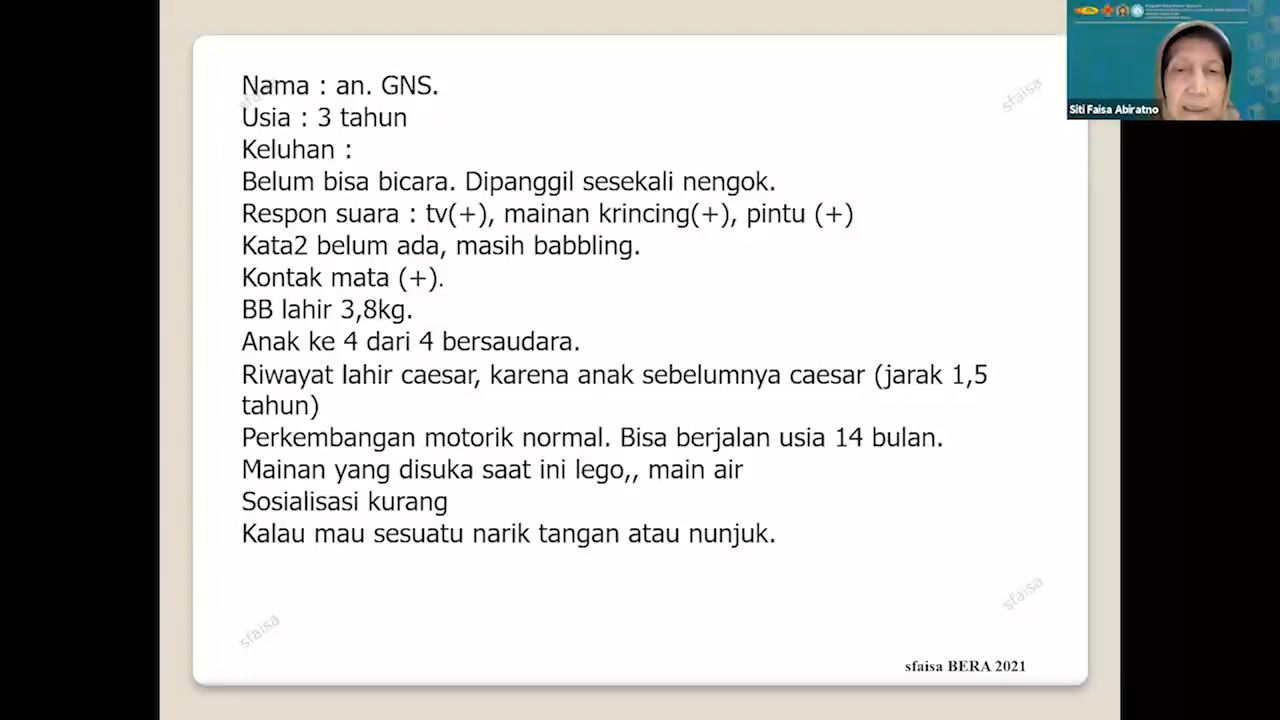 Nama : an. GNS.
Usia : 3 tahun
Keluhan :
Belum bisa bicara. Dipanggil sesekali nengok.
Respon suara : tv(+), mainan krincing(+), pintu (+)
Kata2 belum ada, masih babbling.
Kontak mata (+).
BB lahir 3,8kg.
Anak ke 4 dari 4 bersaudara.
Riwayat lahir caesar, karena anak sebelumnya caesar (jarak 1,5
tahun)
Perkembangan motorik normal. Bisa berjalan usia 14 bulan.
Mainan yang disuka saat ini lego,, main air
Sosialisasi kurang
Kalau mau sesuatu narik tangan atau nunjuk.
sfaisa
sfaisa
sfaisa
sfaisa
sfaisa BERA 2021
Siti Faisa Abiratno